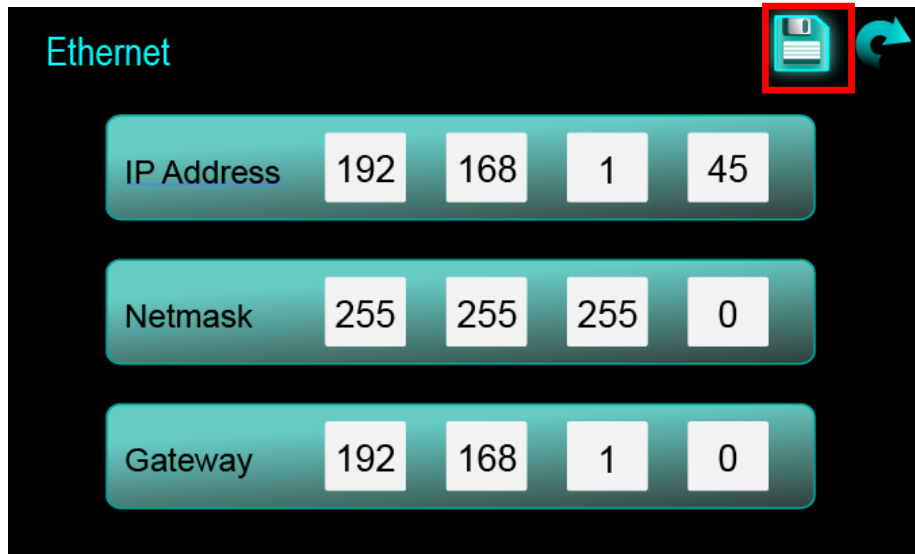 Ethernet
IP Address 192 168 1 45
Netmask 255 255 255 0
Gateway 192 168 1 0